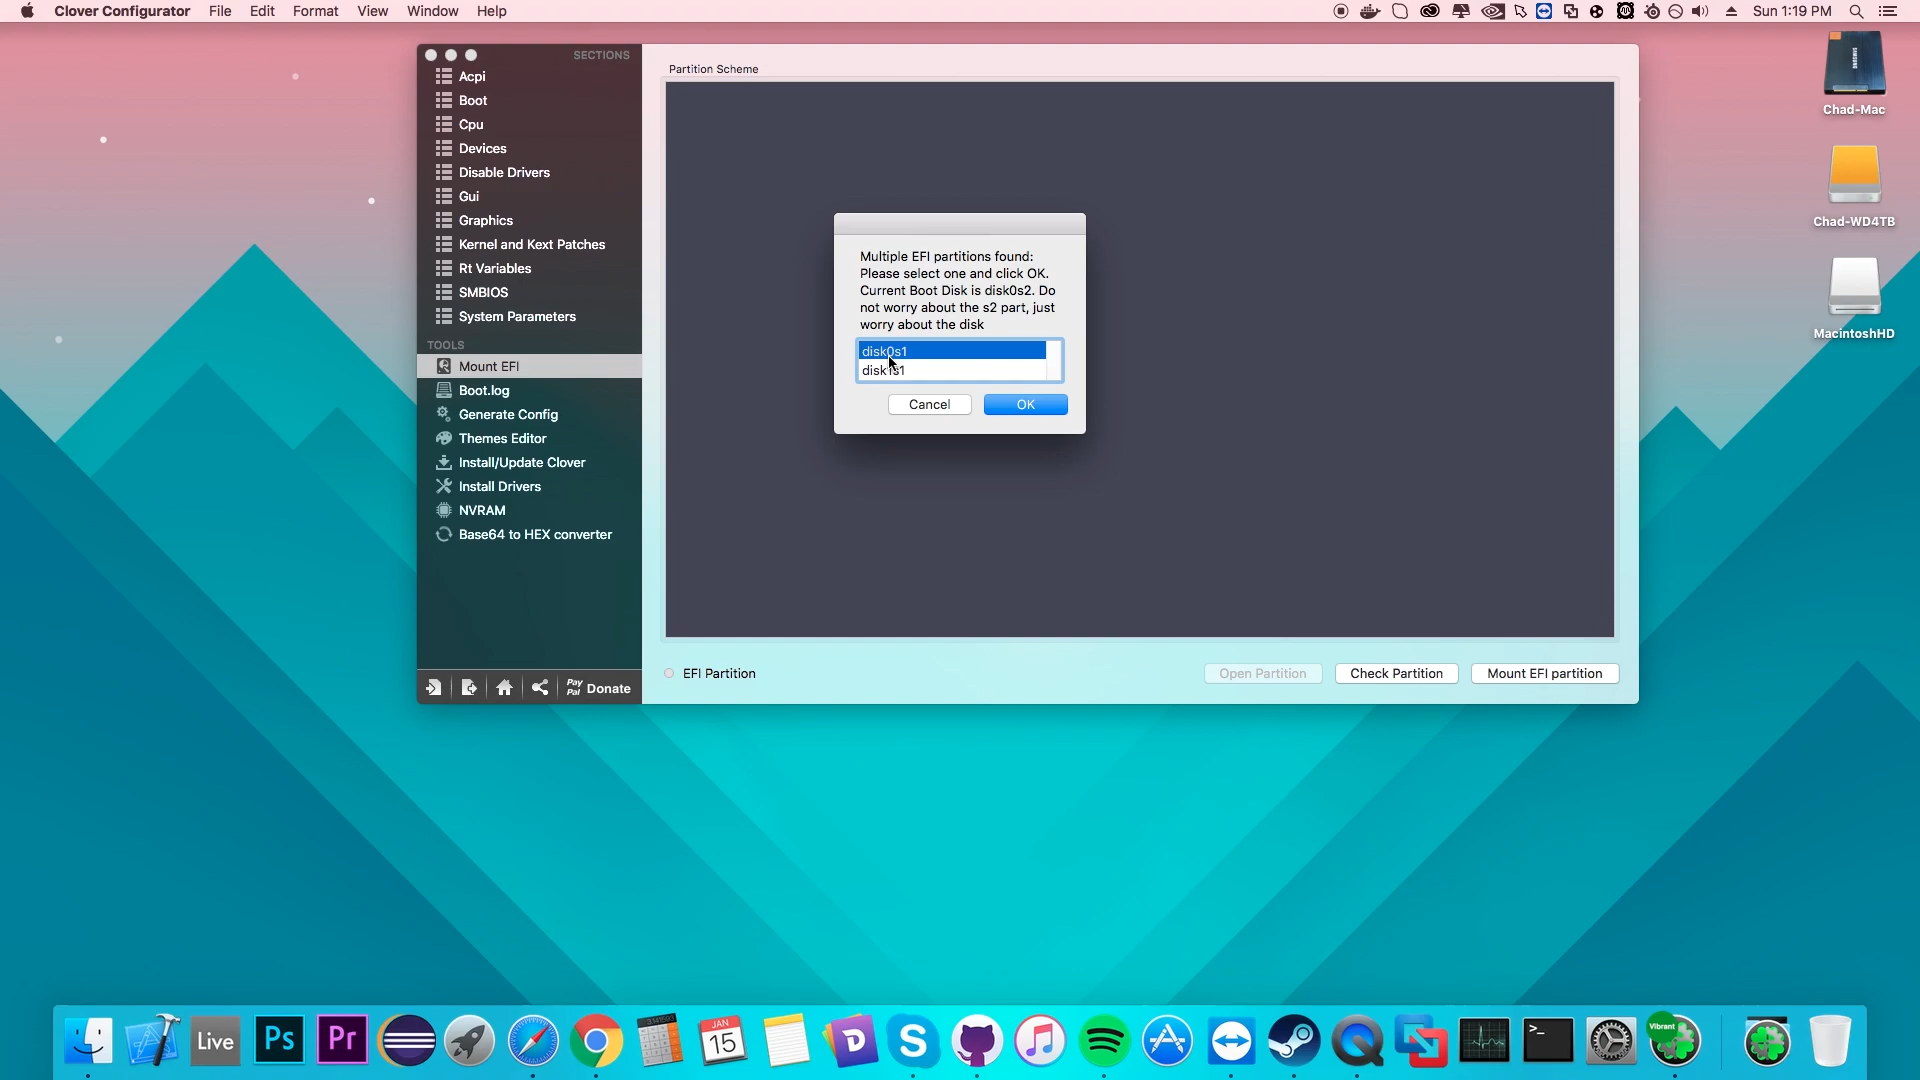 Clover Configurator File Edit Format View Window Help
Sun 1:19 PM
SECTIONS
Acpi
Boot
Cpu
Devices
Disable Drivers
Gui
Graphics
Kernel and Kext Patches
Rt Variables
SMBIOS
System Parameters
TOOLS
Mount EFI
Boot.log
Generate Config
Themes Editor
Install/Update Clover
Install Drivers
NVRAM
Base64 to HEX converter
Pay
Pal
Donate
Partition Scheme
Multiple EFI partitions found:
Please select one and click OK.
Current Boot Disk is disk0s2. Do
not worry about the s2 part, just
worry about the disk
disk0s1
disk1s1
Cancel OK
EFI Partition
Open Partition Check Partition Mount EFI partition
SAMSUNG
Chad-Mac
Chad-WD4TB
MacintoshHD
Live
Ps
Pr
JAN
15
D
S
>_
Vibrant